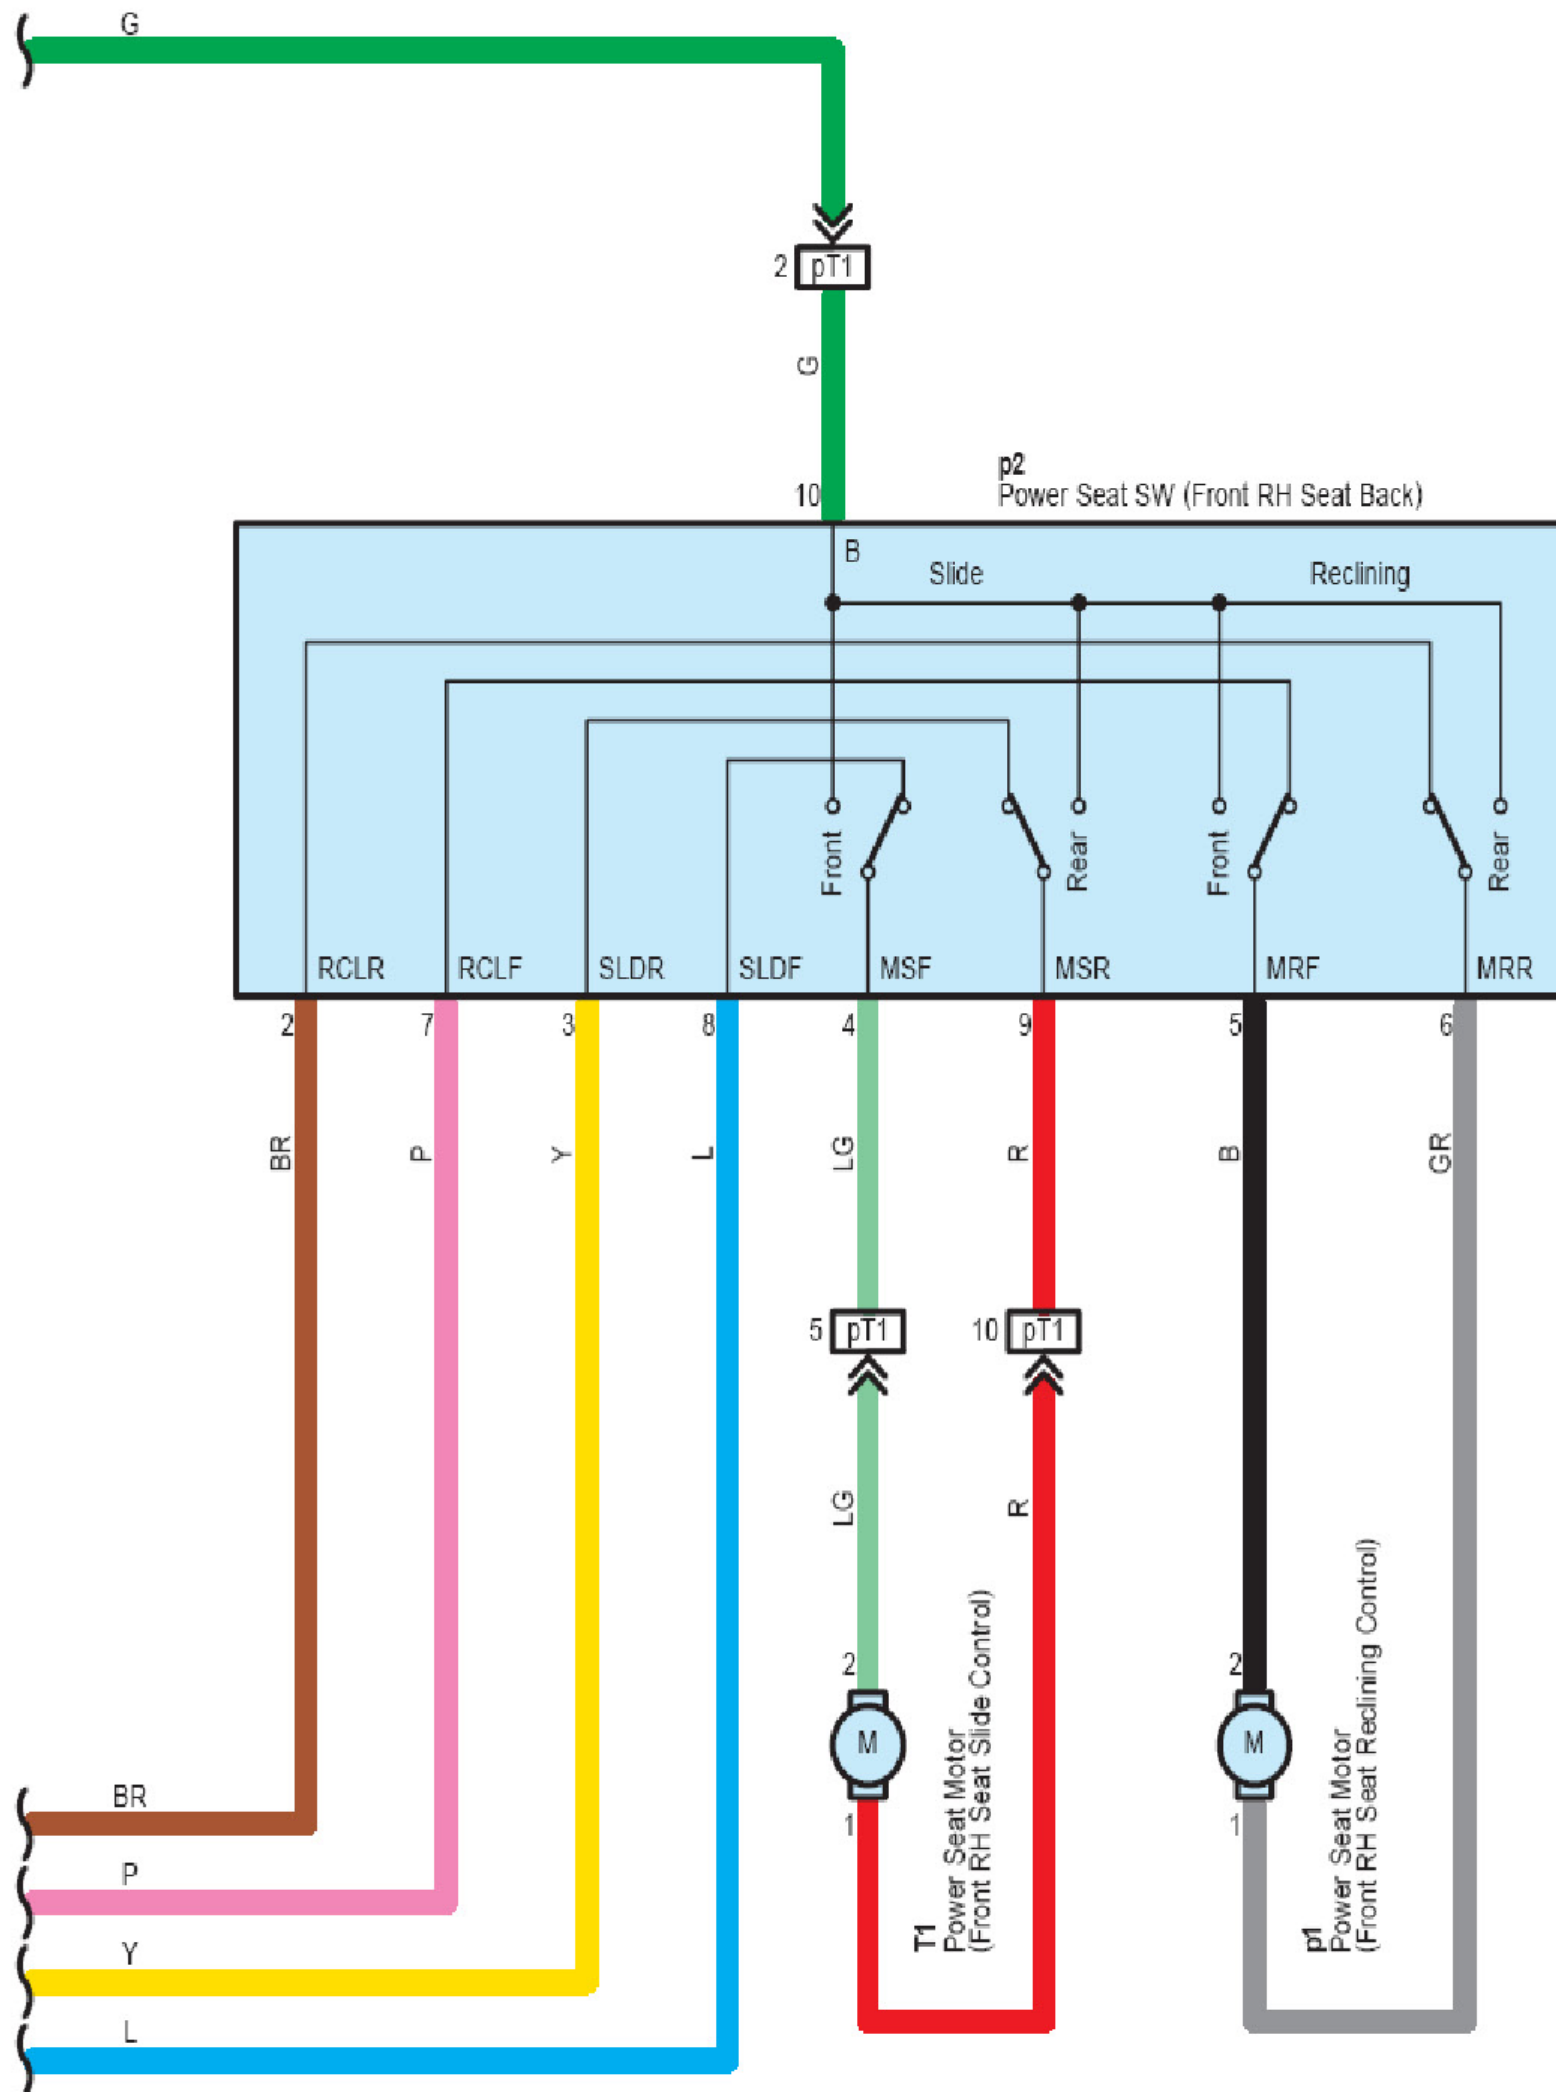 G
2 pT1
G
p2
10 Power Seat SW (Front RH Seat Back)
B
Slide Reclining
Front Rear Front Rear
RCLR RCLF SLDR SLDF MSF MSR MRF MRR
2 7 3 8 4 9 5 6
BR P Y L LG R B GR
5 pT1 10 pT1
LG R
2 2
M M
1 1
T1
Power Seat Motor
(Front RH Seat Slide Control)
p1
Power Seat Motor
(Front RH Seat Reclining Control)
BR
P
Y
L